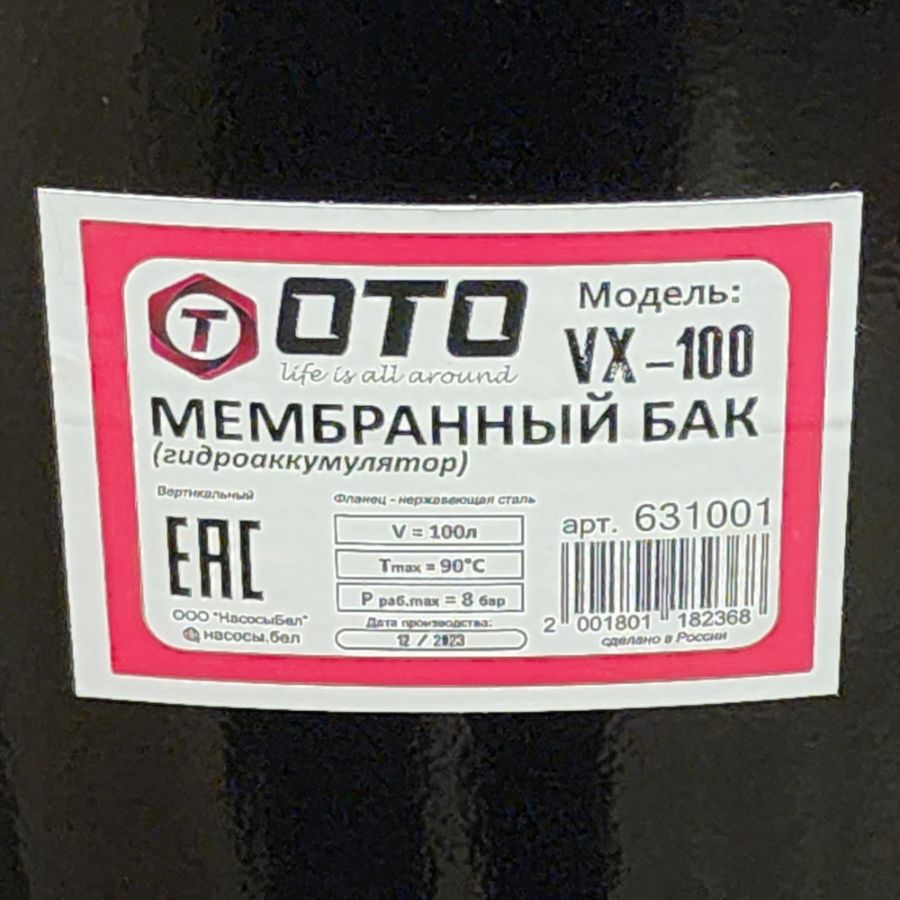 T ОТО
life is all around
Модель:
VX-100
МЕМБРАННЫЙ БАК
(гидроаккумулятор)
Вертикальный
EAC
ООО "НасосыБел"
насосы.бел
Фланец - нержавеющая сталь
V = 100л
Tmax = 90°C
P раб.max = 8 бар
Дата производства:
12 / 2023
арт. 631001
2 001801 182368
сделано в России